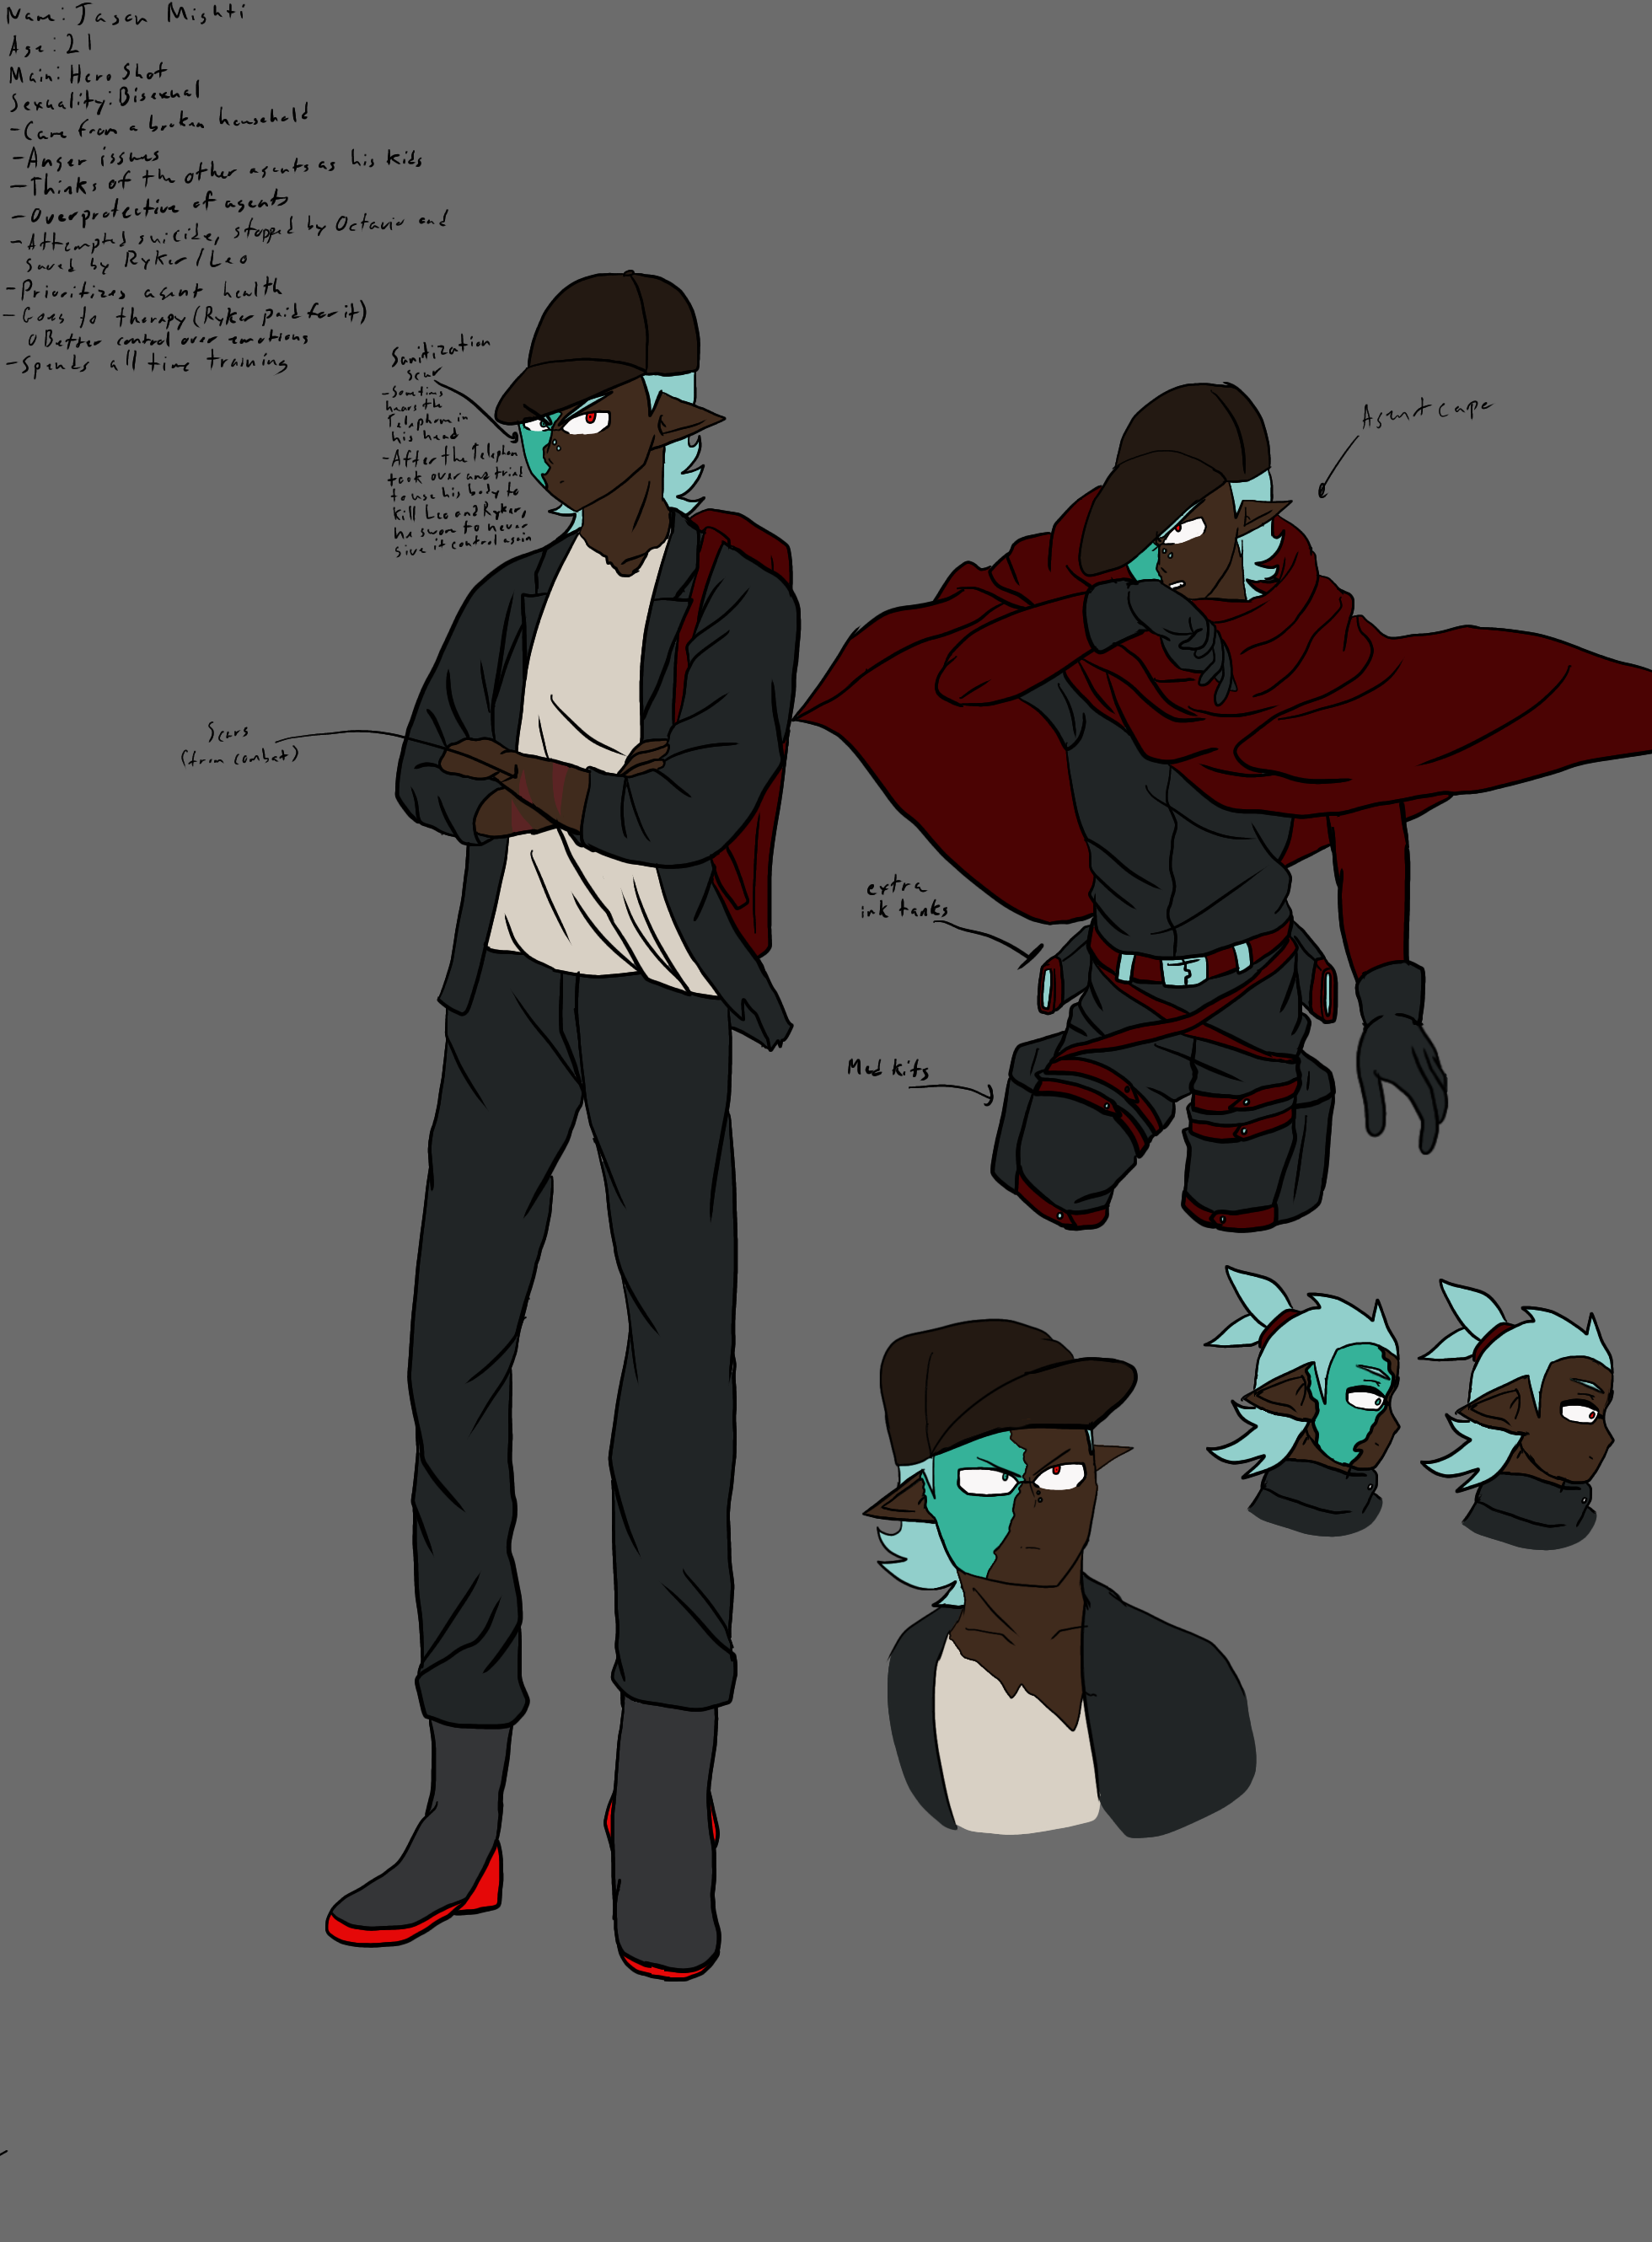 Name: Jason Mishti
Age: 21
Main: Hero Shot
Sexuality: Bisexual
-Came from a broken household
-Anger issues
-Thinks of the other agents as his kids
-Overprotective of agents
-Attempted suicide, stopped by Octavio and
saved by Ryker/Leo
-Prioritizes agent health
-Goes to therapy (Ryker paid for it)
o Better control over emotions
-Spends all time training
Sanitization
scar
-Sometimes
hears the
Telephone in
his head
-After the Telephone
took over and tried
to use his body to
kill Leo and Ryker,
he swore to never
give it control again
Agent cape
Scars
(from combat)
extra
ink tanks
Med kits